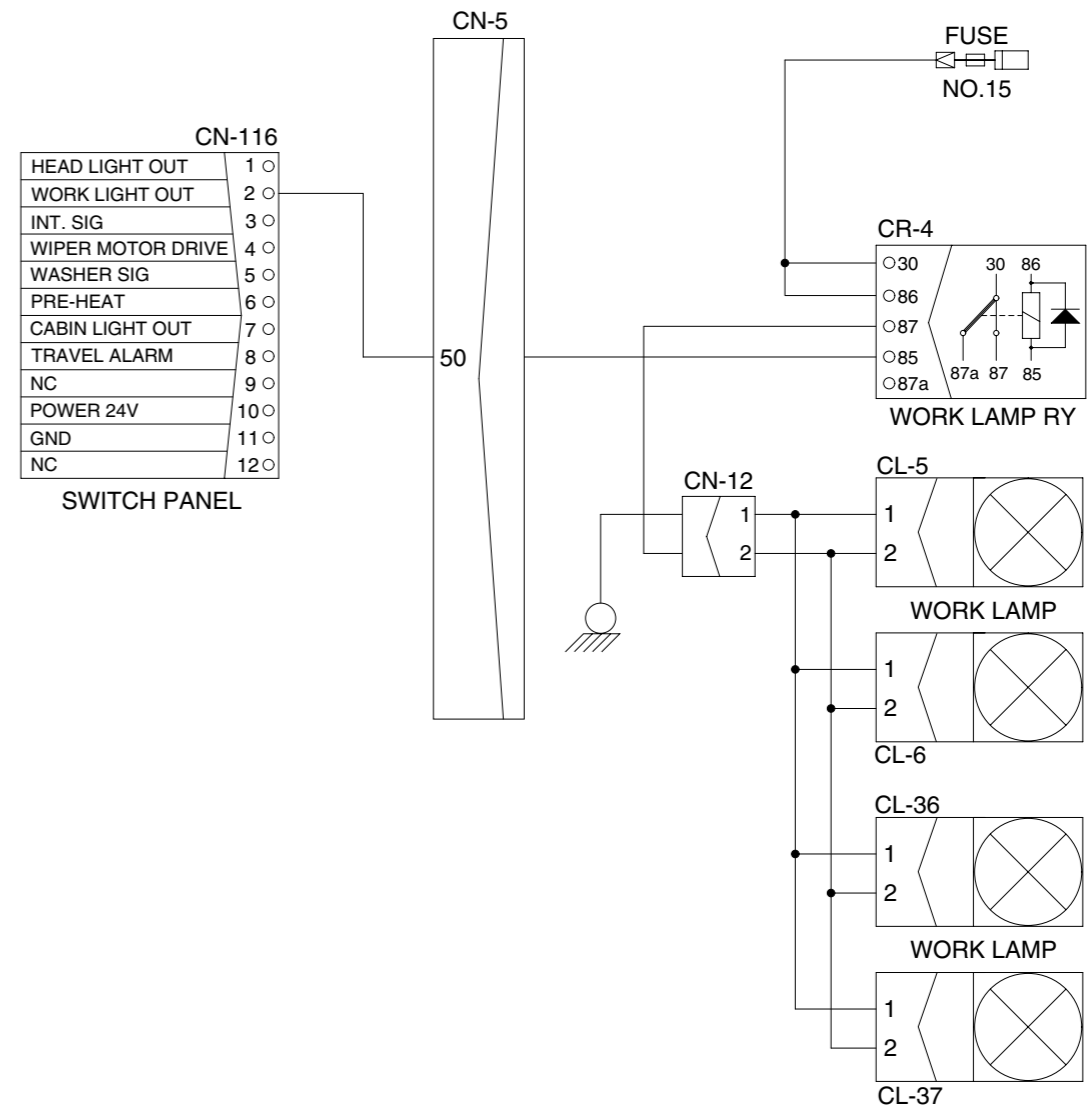 CN-5
FUSE
NO.15
CN-116
HEAD LIGHT OUT 1
WORK LIGHT OUT 2
INT. SIG 3
WIPER MOTOR DRIVE 4
WASHER SIG 5
PRE-HEAT 6
CABIN LIGHT OUT 7
TRAVEL ALARM 8
NC 9
POWER 24V 10
GND 11
NC 12
SWITCH PANEL
50
CR-4
30
86
87
85
87a
30 86
87a 87 85
WORK LAMP RY
CN-12
1
2
CL-5
1
2
WORK LAMP
1
2
CL-6
CL-36
1
2
WORK LAMP
1
2
CL-37